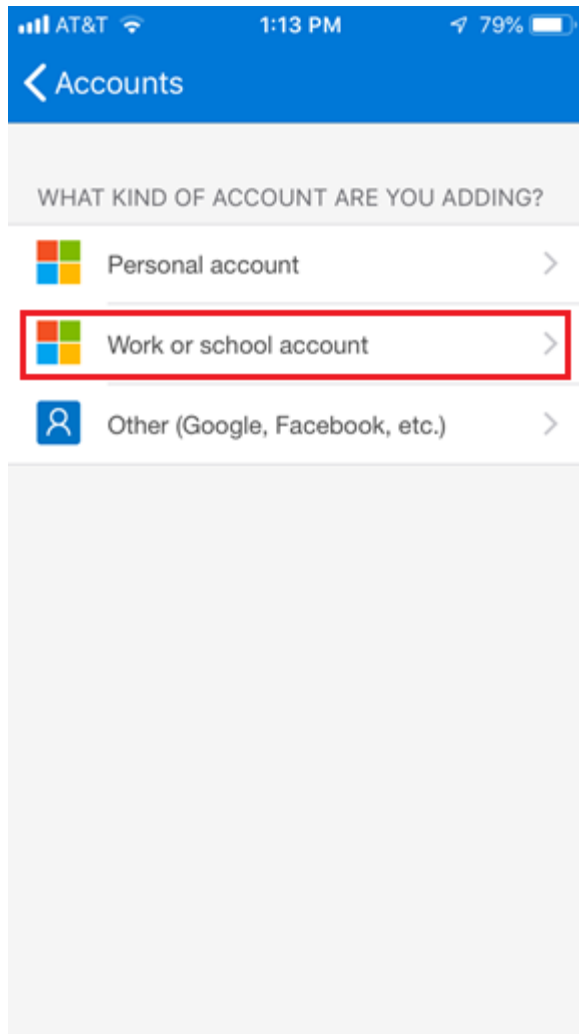 AT&T 1:13 PM 79%
Accounts
WHAT KIND OF ACCOUNT ARE YOU ADDING?
Personal account
Work or school account
Other (Google, Facebook, etc.)